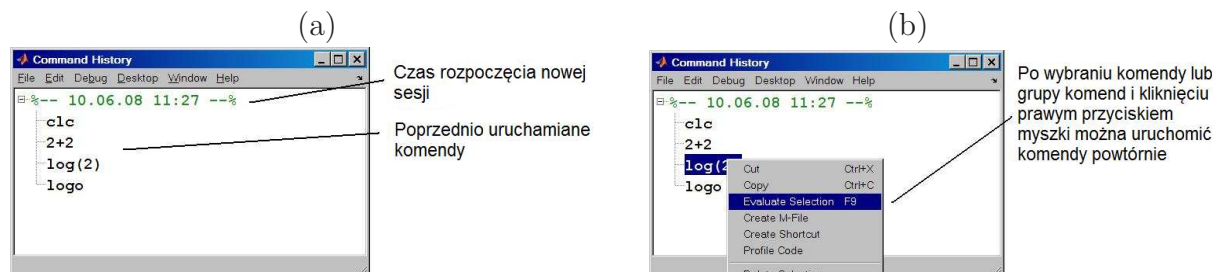 (a)
Command History
File Edit Debug Desktop Window Help
%-- 10.06.08 11:27 --%
clc
2+2
log(2)
logo
Czas rozpoczęcia nowej
sesji
Poprzednio uruchamiane
komendy
(b)
Command History
File Edit Debug Desktop Window Help
%-- 10.06.08 11:27 --%
clc
2+2
log(2
logo
Cut Ctrl+X
Copy Ctrl+C
Evaluate Selection F9
Create M-File
Create Shortcut
Profile Code
Po wybraniu komendy lub
grupy komend i kliknięciu
prawym przyciskiem
myszki można uruchomić
komendy powtórnie